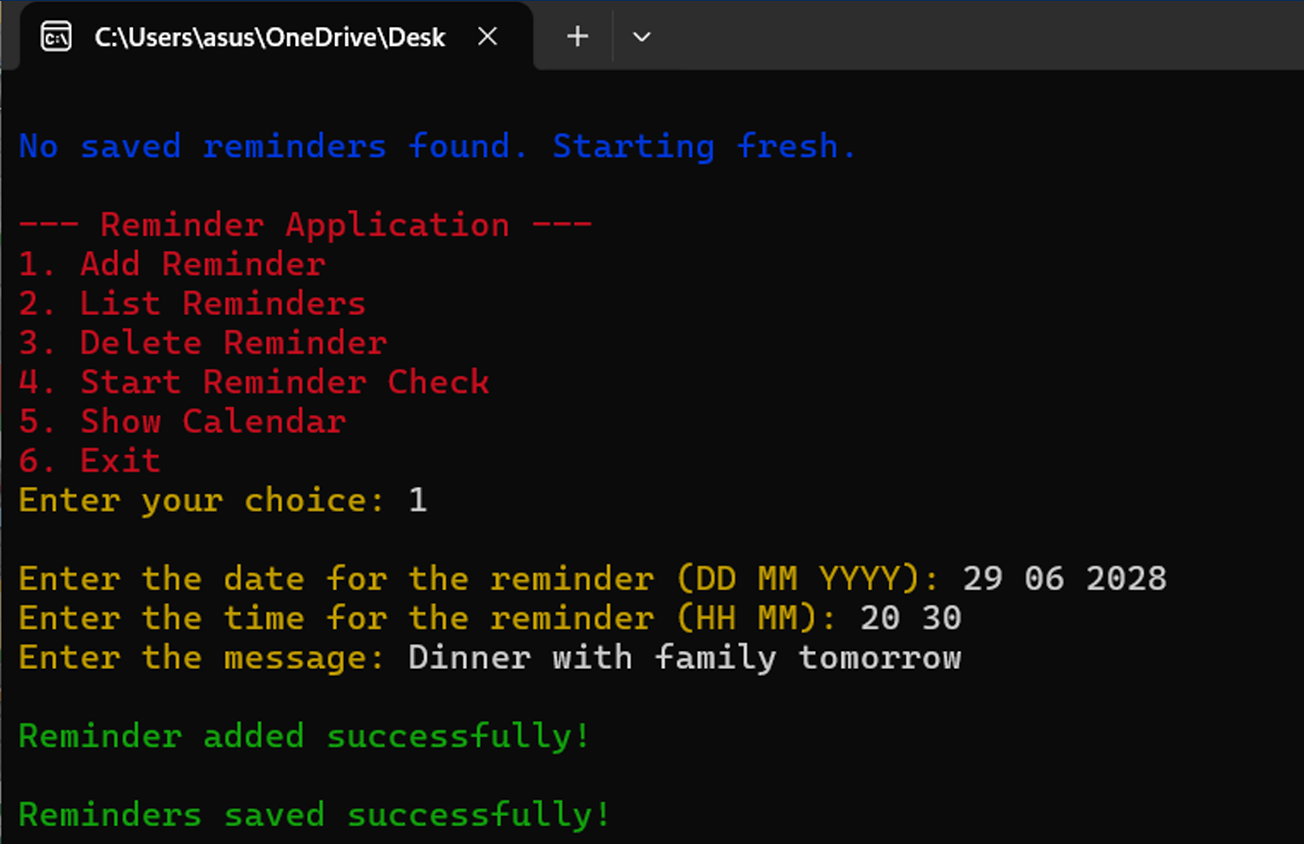 C:\Users\asus\OneDrive\Desk
No saved reminders found. Starting fresh.
--- Reminder Application ---
1. Add Reminder
2. List Reminders
3. Delete Reminder
4. Start Reminder Check
5. Show Calendar
6. Exit
Enter your choice: 1
Enter the date for the reminder (DD MM YYYY): 29 06 2028
Enter the time for the reminder (HH MM): 20 30
Enter the message: Dinner with family tomorrow
Reminder added successfully!
Reminders saved successfully!